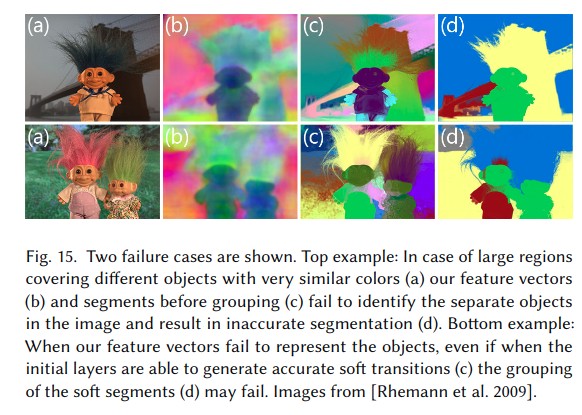 (a) (b) (c) (d)
(a) (b) (c) (d)
Fig. 15. Two failure cases are shown. Top example: In case of large regions
covering different objects with very similar colors (a) our feature vectors
(b) and segments before grouping (c) fail to identify the separate objects
in the image and result in inaccurate segmentation (d). Bottom example:
When our feature vectors fail to represent the objects, even if when the
initial layers are able to generate accurate soft transitions (c) the grouping
of the soft segments (d) may fail. Images from [Rhemann et al. 2009].